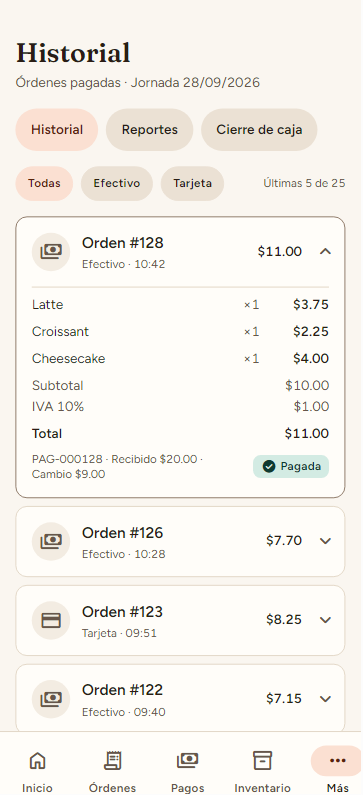 Historial
Órdenes pagadas · Jornada 28/09/2026
Historial Reportes Cierre de caja
Todas Efectivo Tarjeta Últimas 5 de 25
Orden #128
$11.00
Efectivo · 10:42
Latte ×1 $3.75
Croissant ×1 $2.25
Cheesecake ×1 $4.00
Subtotal $10.00
IVA 10% $1.00
Total $11.00
PAG-000128 · Recibido $20.00 ·
Cambio $9.00
Pagada
Orden #126
$7.70
Efectivo · 10:28
Orden #123
$8.25
Tarjeta · 09:51
Orden #122
$7.15
Efectivo · 09:40
Inicio Órdenes Pagos Inventario Más